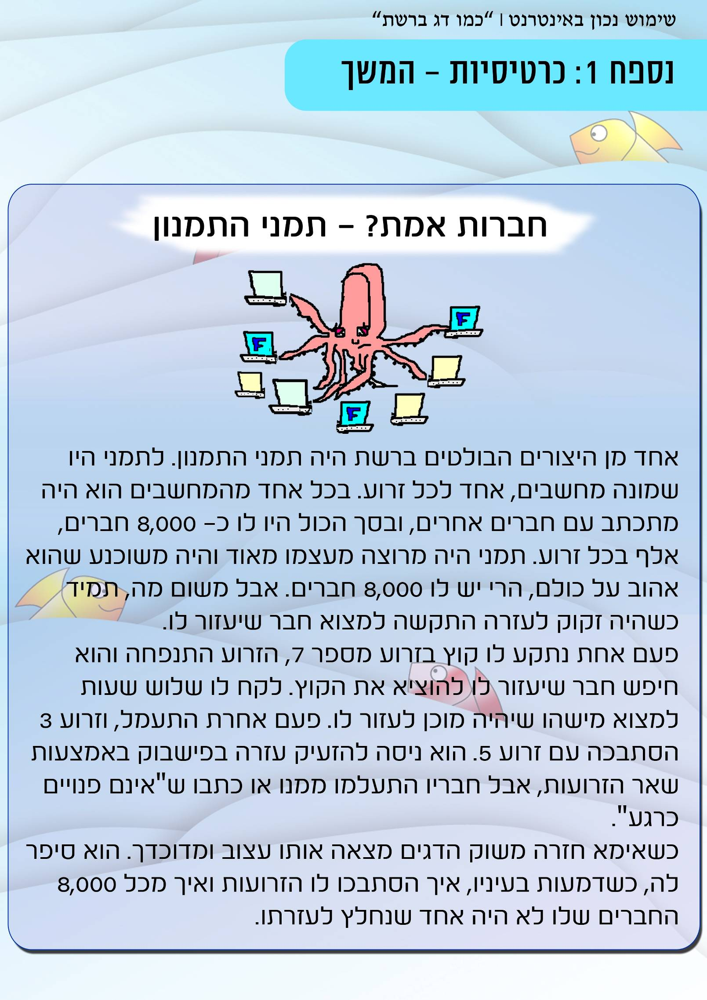 שימוש נכון באינטרנט | “כמו דג ברשת“
נספח 1: כרטיסיות – המשך
חברות אמת? – תמני התמנון
F
F
F
אחד מן היצורים הבולטים ברשת היה תמני התמנון. לתמני היו
שמונה מחשבים, אחד לכל זרוע. בכל אחד מהמחשבים הוא היה
מתכתב עם חברים אחרים, ובסך הכול היו לו כ– 8,000 חברים,
אלף בכל זרוע. תמני היה מרוצה מעצמו מאוד והיה משוכנע שהוא
אהוב על כולם, הרי יש לו 8,000 חברים. אבל משום מה, תמיד
כשהיה זקוק לעזרה התקשה למצוא חבר שיעזור לו.
פעם אחת נתקע לו קוץ בזרוע מספר 7, הזרוע התנפחה והוא
חיפש חבר שיעזור לו להוציא את הקוץ. לקח לו שלוש שעות
למצוא מישהו שיהיה מוכן לעזור לו. פעם אחרת התעמל, וזרוע 3
הסתבכה עם זרוע 5. הוא ניסה להזעיק עזרה בפישבוק באמצעות
שאר הזרועות, אבל חבריו התעלמו ממנו או כתבו ש"אינם פנויים
כרגע".
כשאימא חזרה משוק הדגים מצאה אותו עצוב ומדוכדך. הוא סיפר
לה, כשדמעות בעיניו, איך הסתבכו לו הזרועות ואיך מכל 8,000
החברים שלו לא היה אחד שנחלץ לעזרתו.